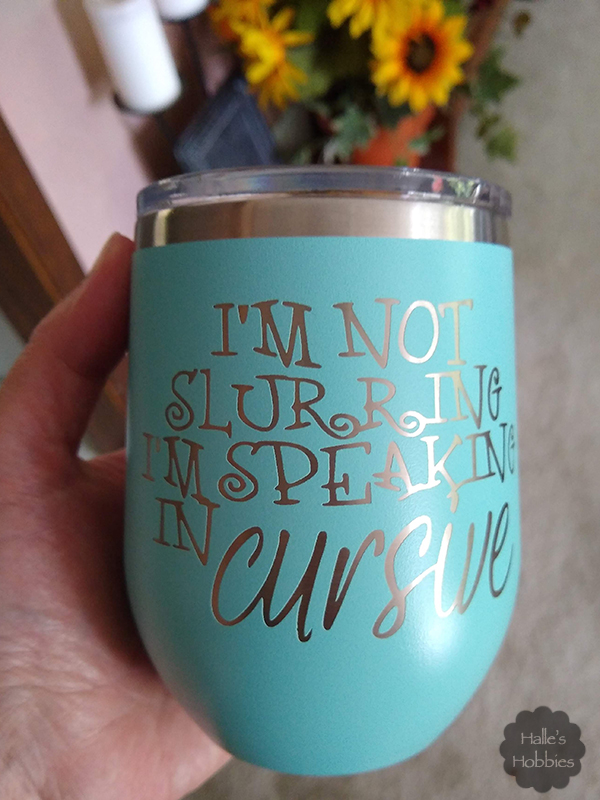 I'M NOT
SLURRING
I'M SPEAKING
IN cursive
Halle's
Hobbies